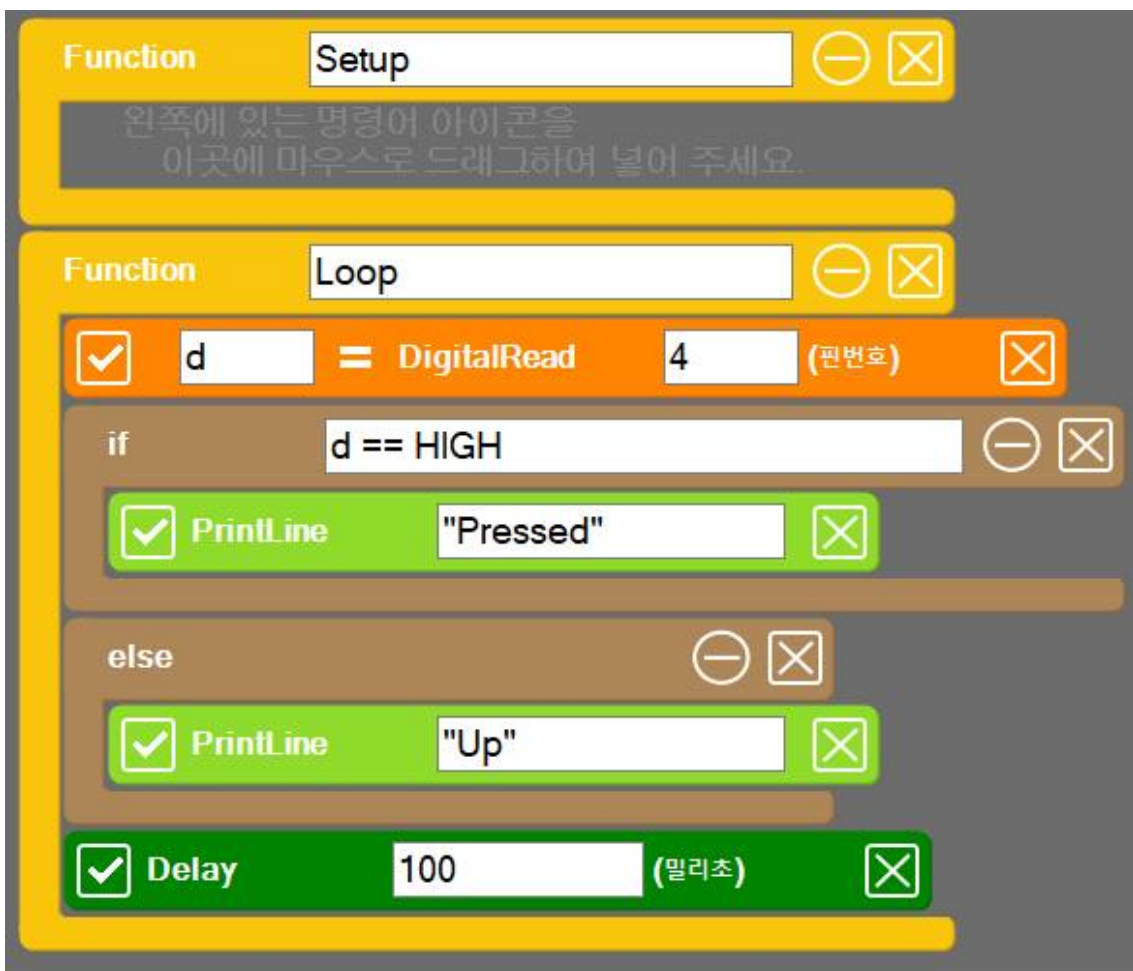 Function Setup
왼쪽에 있는 명령어 아이콘을
이곳에 마우스로 드래그하여 넣어 주세요.
Function Loop
d = DigitalRead 4 (핀번호)
if d == HIGH
PrintLine "Pressed"
else
PrintLine "Up"
Delay 100 (밀리초)